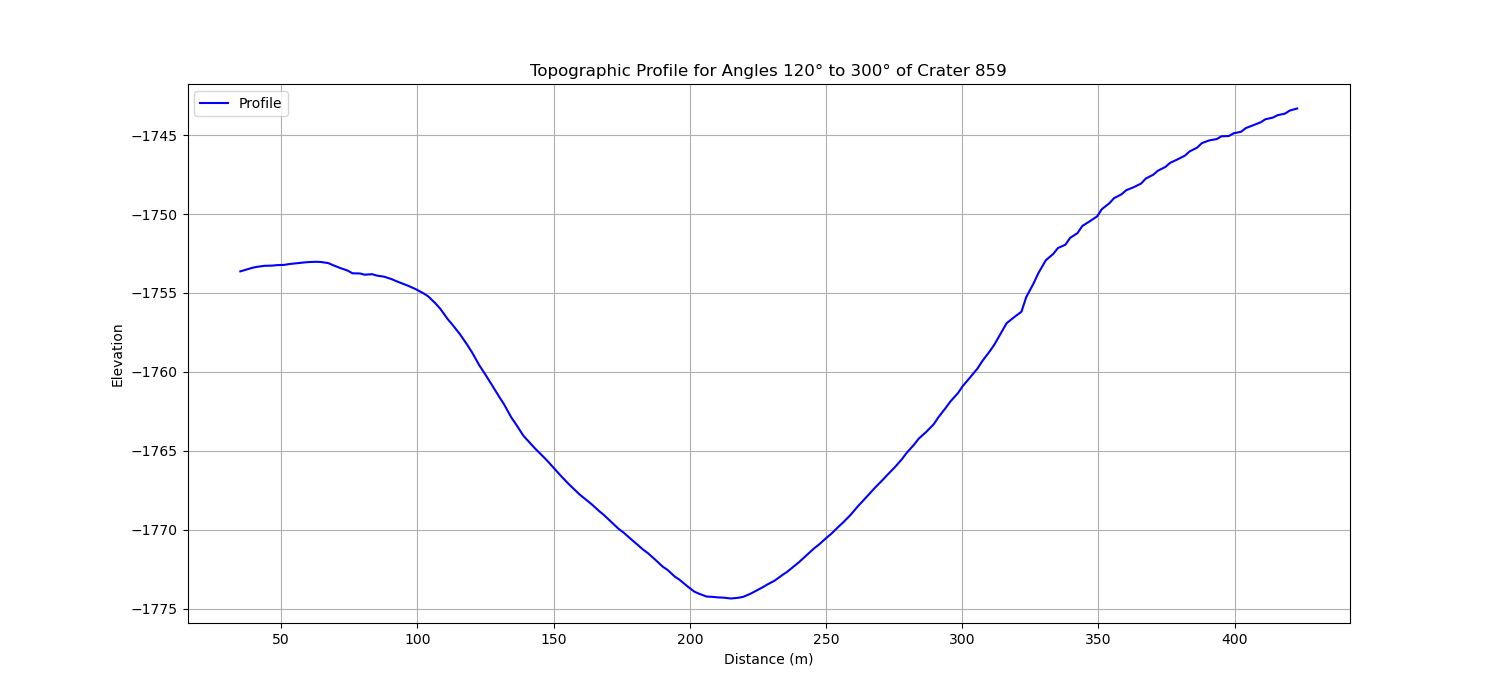 Topographic Profile for Angles 120° to 300° of Crater 859
Profile
−1745
−1750
−1755
−1760
−1765
−1770
−1775
Elevation
50 100 150 200 250 300 350 400
Distance (m)